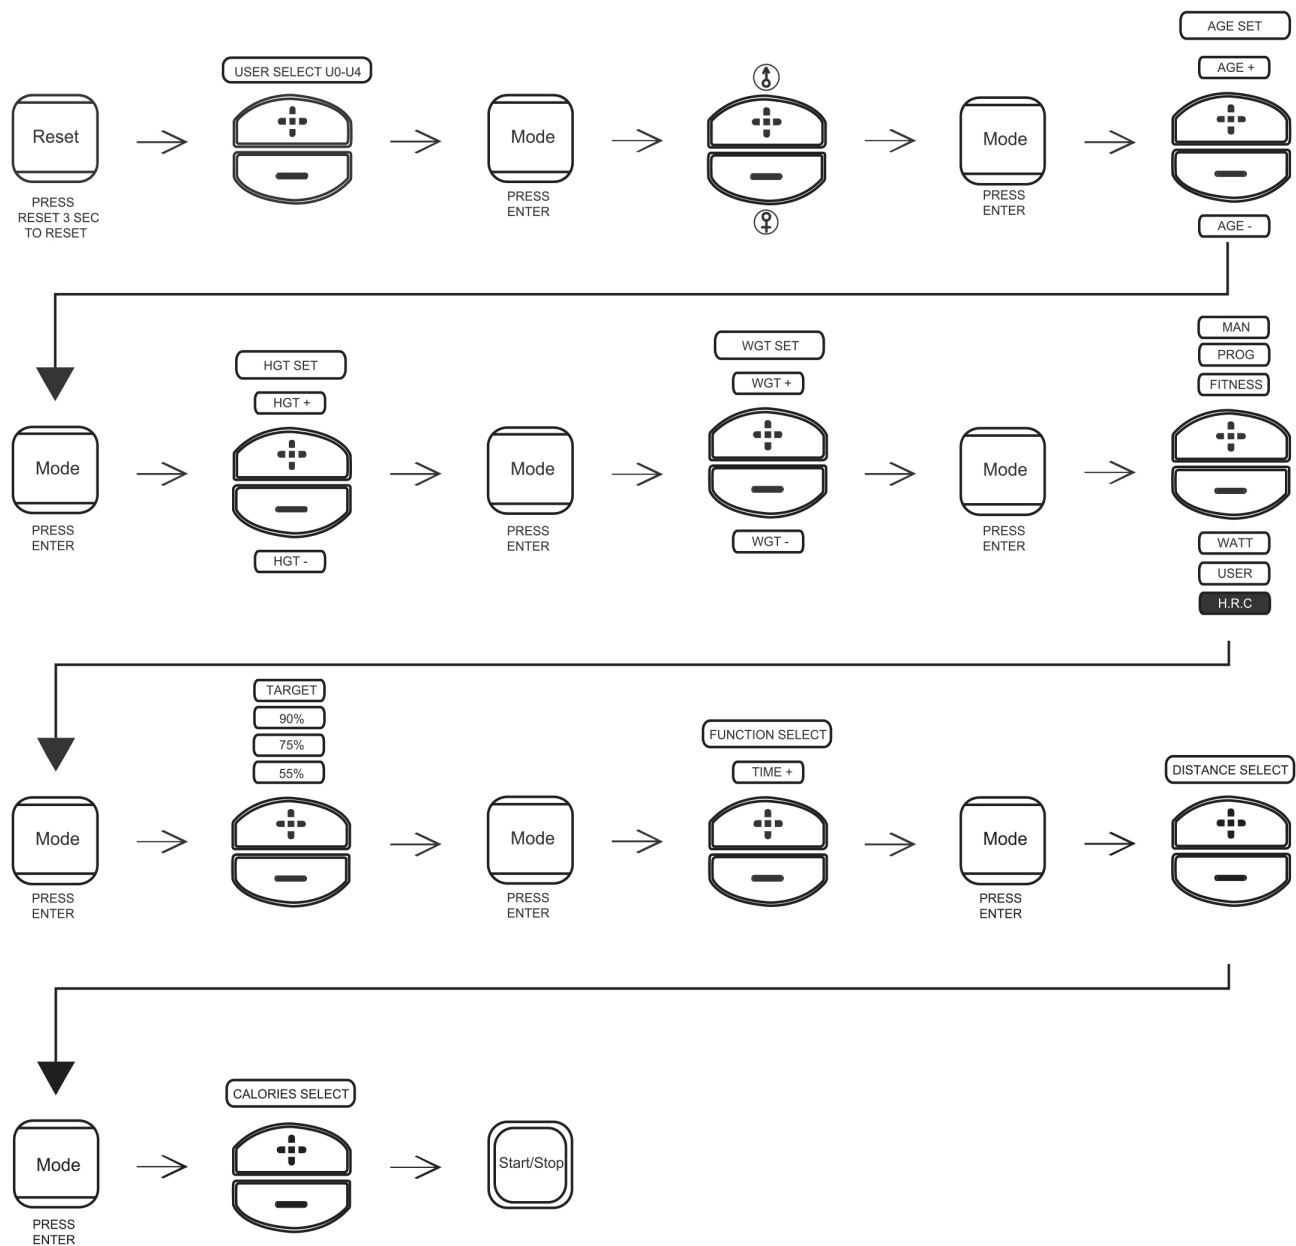 AGE SET
USER SELECT U0-U4
AGE +
Reset
Mode
Mode
PRESS
RESET 3 SEC
TO RESET
PRESS
ENTER
PRESS
ENTER
AGE -
HGT SET
HGT +
WGT SET
WGT +
MAN
PROG
FITNESS
Mode
Mode
Mode
PRESS
ENTER
HGT -
PRESS
ENTER
WGT -
PRESS
ENTER
WATT
USER
H.R.C
TARGET
90%
75%
55%
FUNCTION SELECT
TIME +
DISTANCE SELECT
Mode
Mode
Mode
PRESS
ENTER
PRESS
ENTER
PRESS
ENTER
CALORIES SELECT
Mode
Start/Stop
PRESS
ENTER